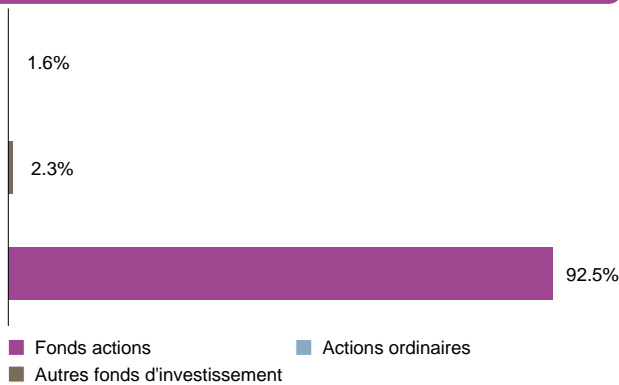 1.6%
2.3%
92.5%
Fonds actions
Actions ordinaires
Autres fonds d'investissement